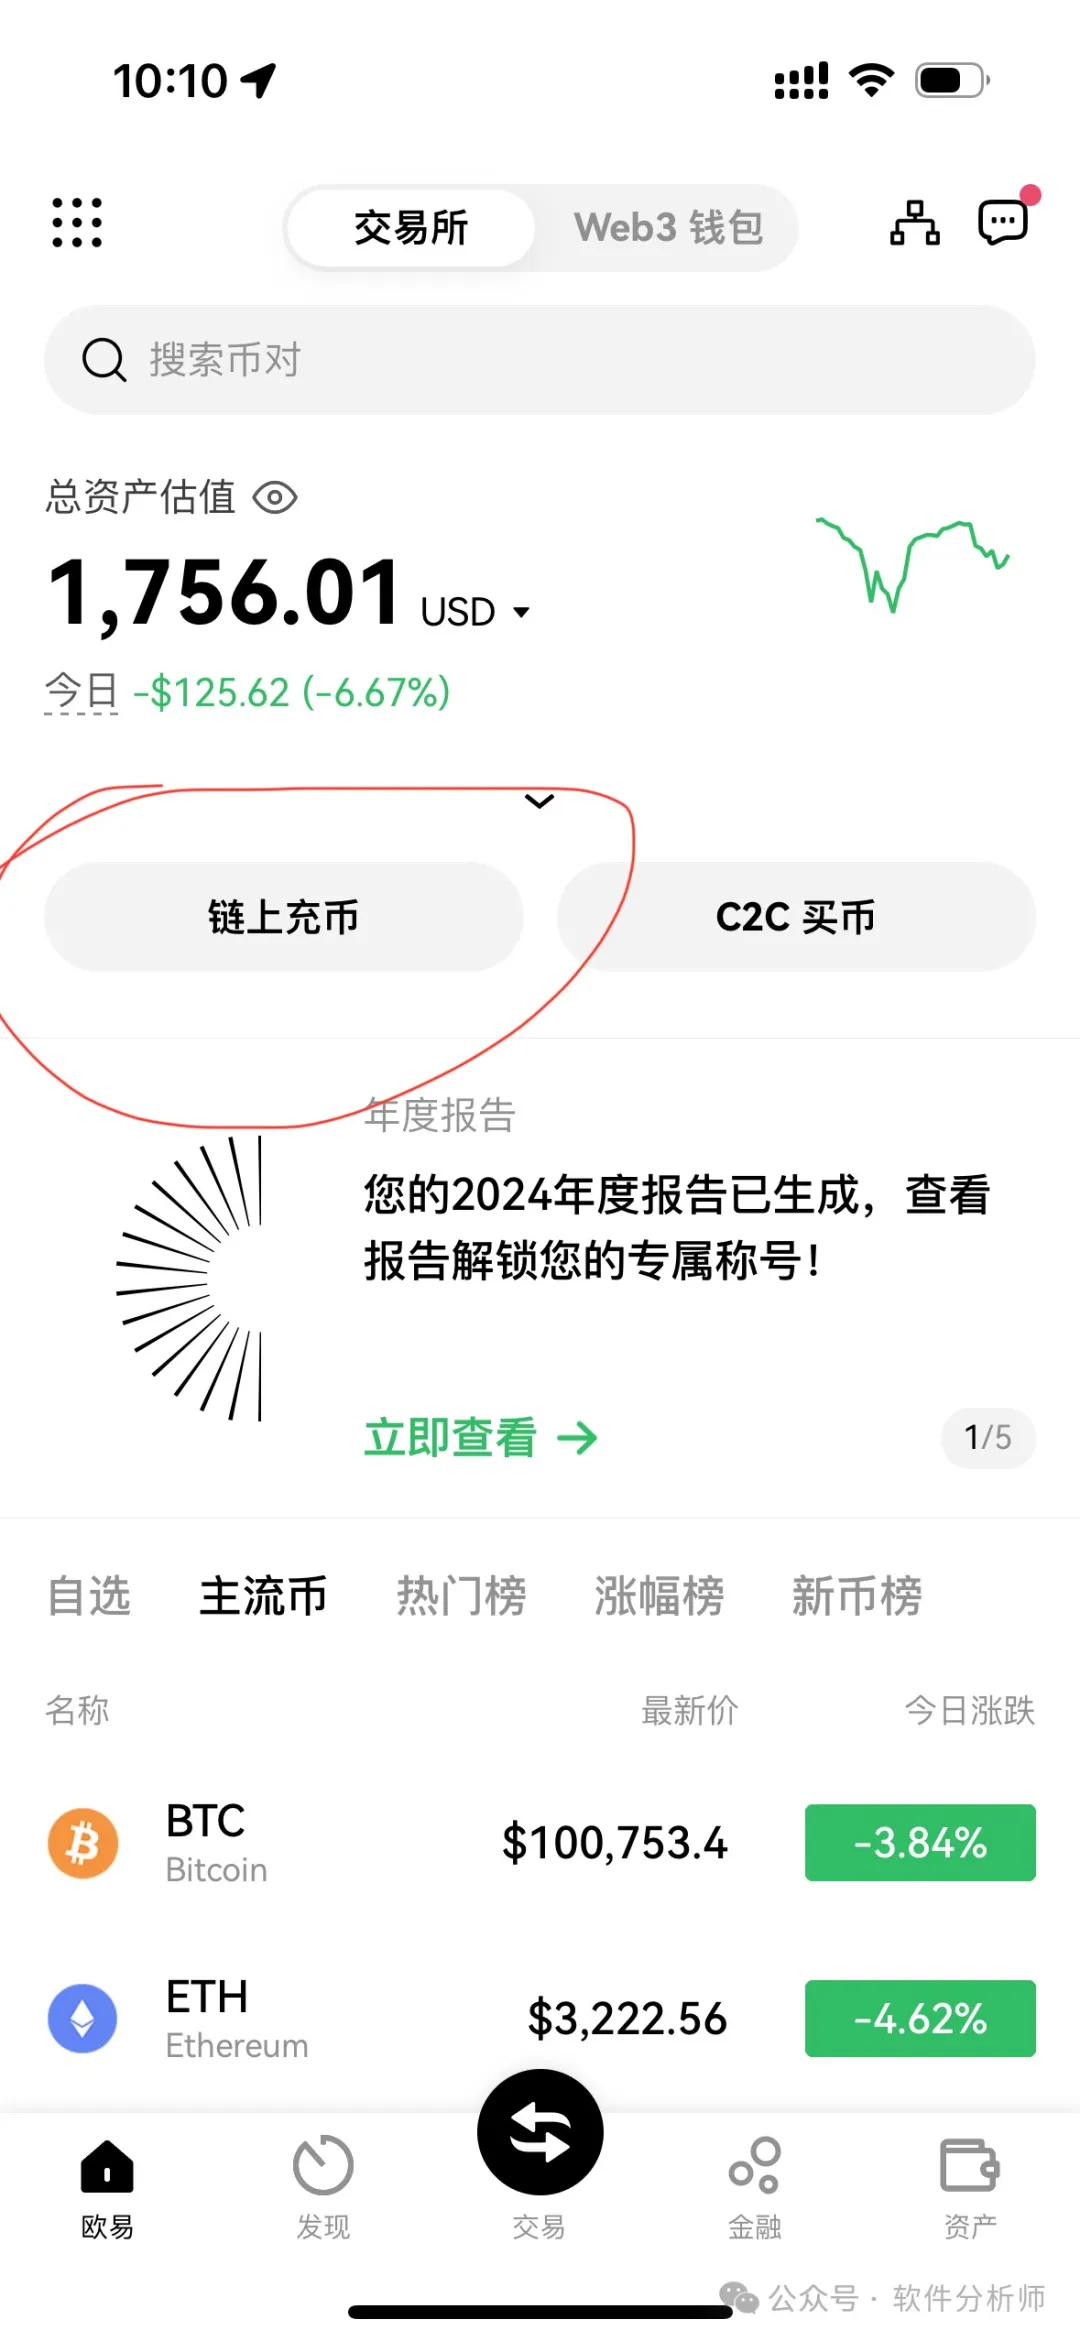 10:10
交易所 Web3 钱包
搜索币对
总资产估值
1,756.01 USD
今日 -$125.62 (-6.67%)
链上充币 C2C 买币
年度报告
您的2024年度报告已生成，查看
报告解锁您的专属称号！
立即查看 → 1/5
自选 主流币 热门榜 涨幅榜 新币榜
名称 最新价 今日涨跌
BTC $100,753.4 -3.84%
Bitcoin
ETH $3,222.56 -4.62%
Ethereum
欧易 发现 交易 金融 资产
公众号 · 软件分析师